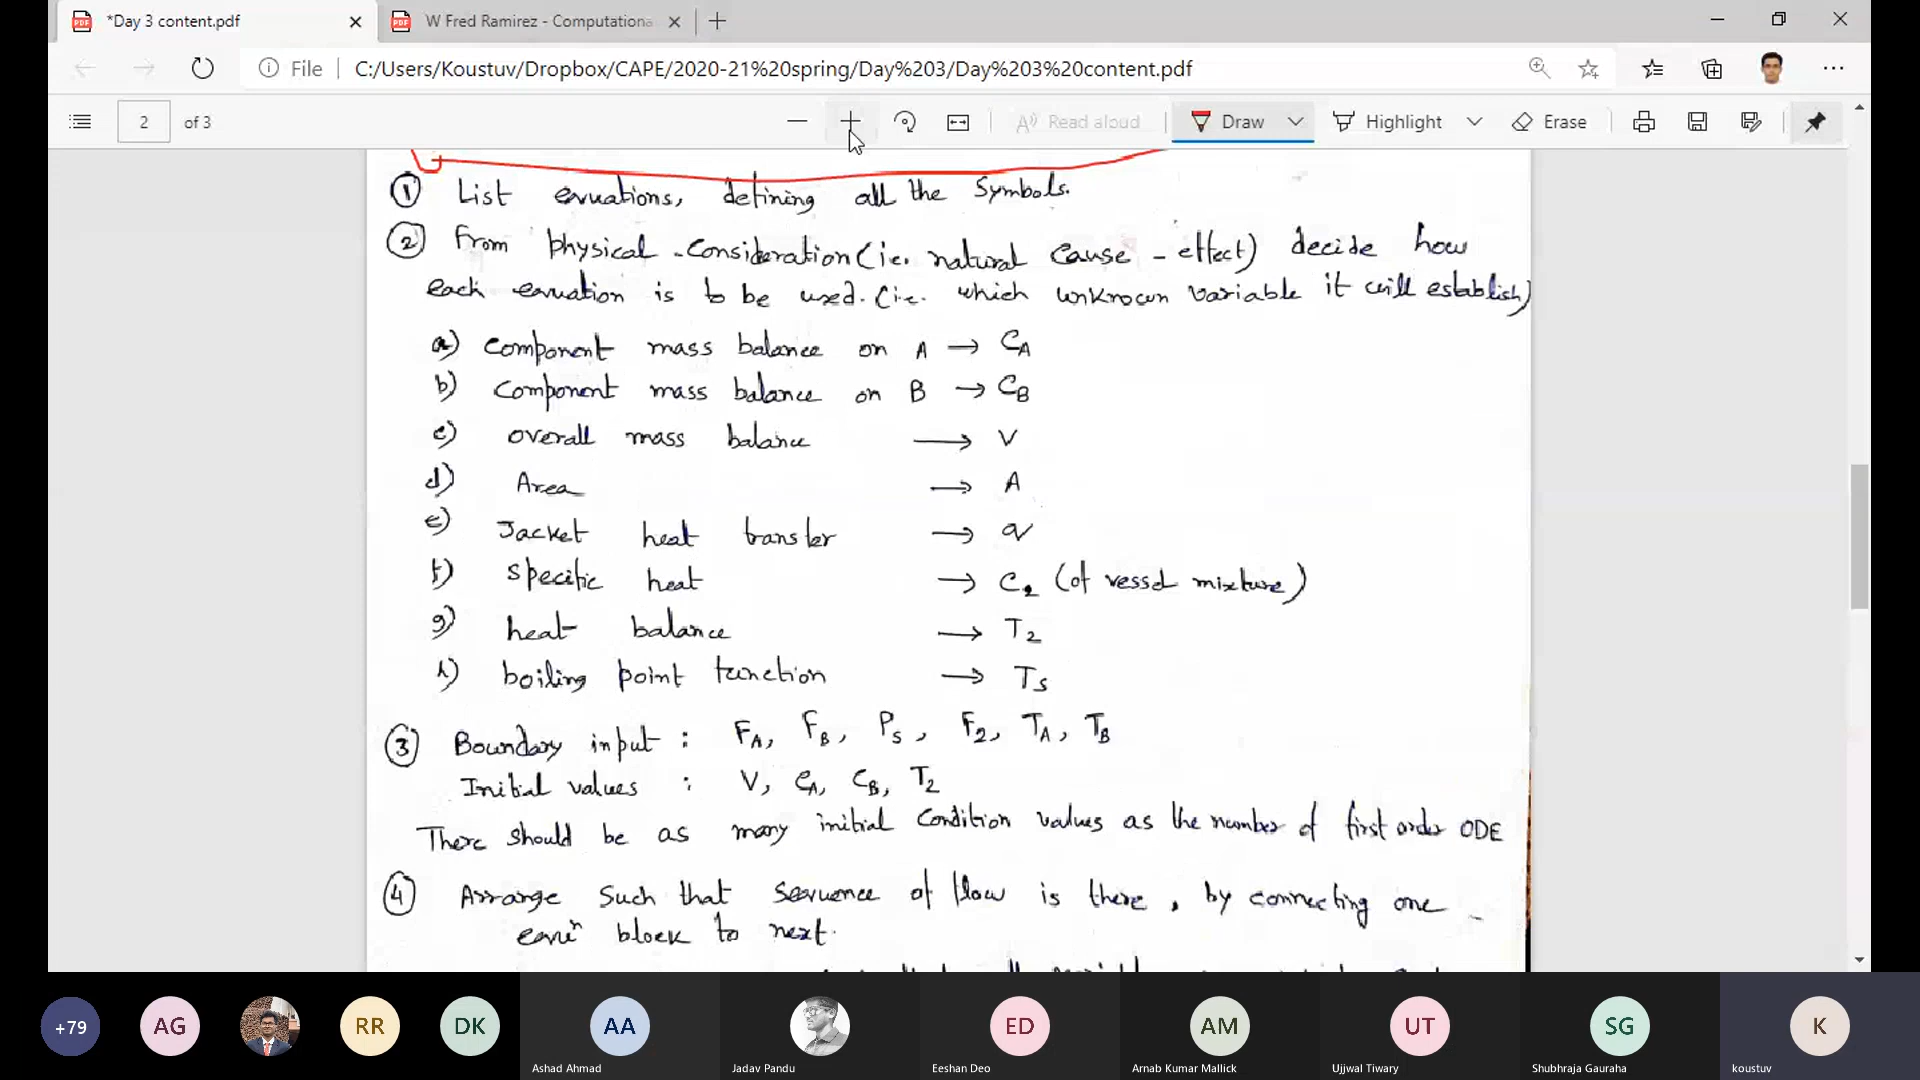 *Day 3 content.pdf
W Fred Ramirez - Computationa
File
C:/Users/Koustuv/Dropbox/CAPE/2020-21%20spring/Day%203/Day%203%20content.pdf
2 of 3
Read aloud
Draw
Highlight
Erase
① List equations, defining all the Symbols.
② From physical consideration (i.e. natural cause - effect) decide how
each equation is to be used. (i.e. which unknown variable it will establish)
a) Component mass balance on A → CA
b) Component mass balance on B → CB
c) overall mass balance → V
d) Area → A
e) Jacket heat transfer → q
f) Specific heat → C2 (of vessel mixture)
g) heat balance → T2
h) boiling point function → Ts
③ Boundary input : FA, FB, Ps, F2, TA, TB
Initial values : V, CA, CB, T2
There should be as many initial condition values as the number of first order ODE
④ Arrange such that sequence of flow is there, by connecting one
equⁿ block to next.
+79
AG
RR
DK
AA
Ashad Ahmad
Jadav Pandu
ED
Eeshan Deo
AM
Arnab Kumar Mallick
UT
Ujjwal Tiwary
SG
Shubhraja Gauraha
K
koustuv